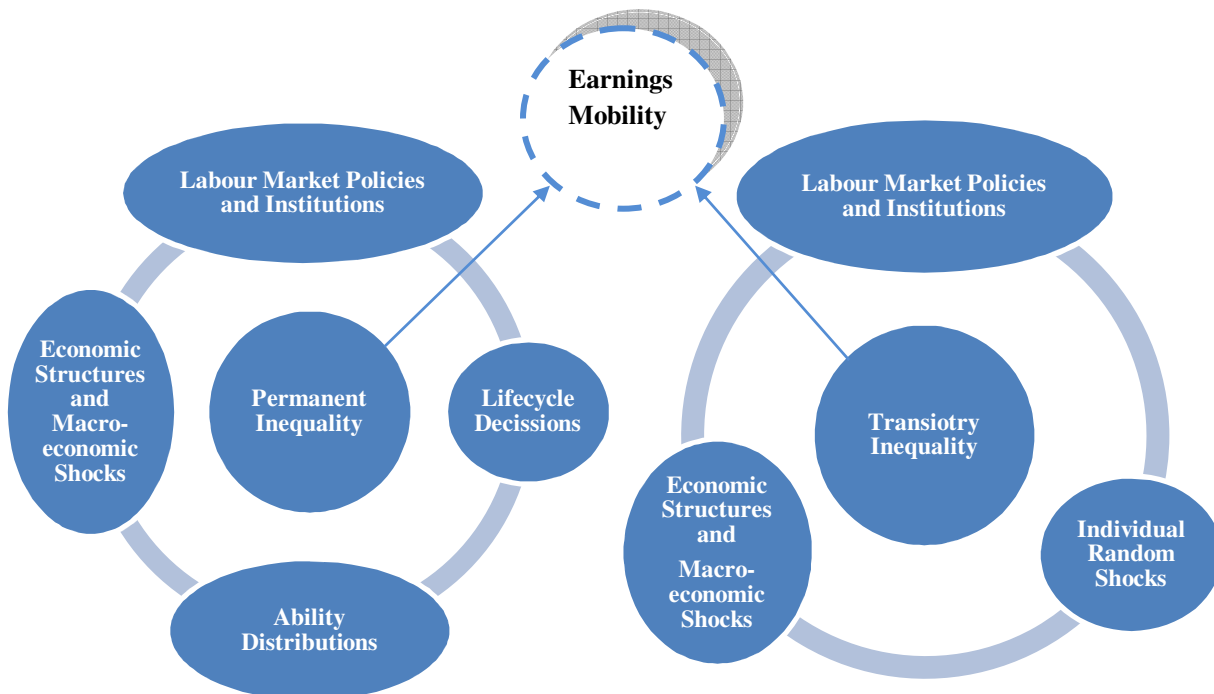 Earnings
Mobility
Labour Market Policies
and Institutions
Economic
Structures
and
Macro-
economic
Shocks
Permanent
Inequality
Lifecycle
Decissions
Ability
Distributions
Labour Market Policies
and Institutions
Transiotry
Inequality
Economic
Structures
and
Macro-
economic
Shocks
Individual
Random
Shocks